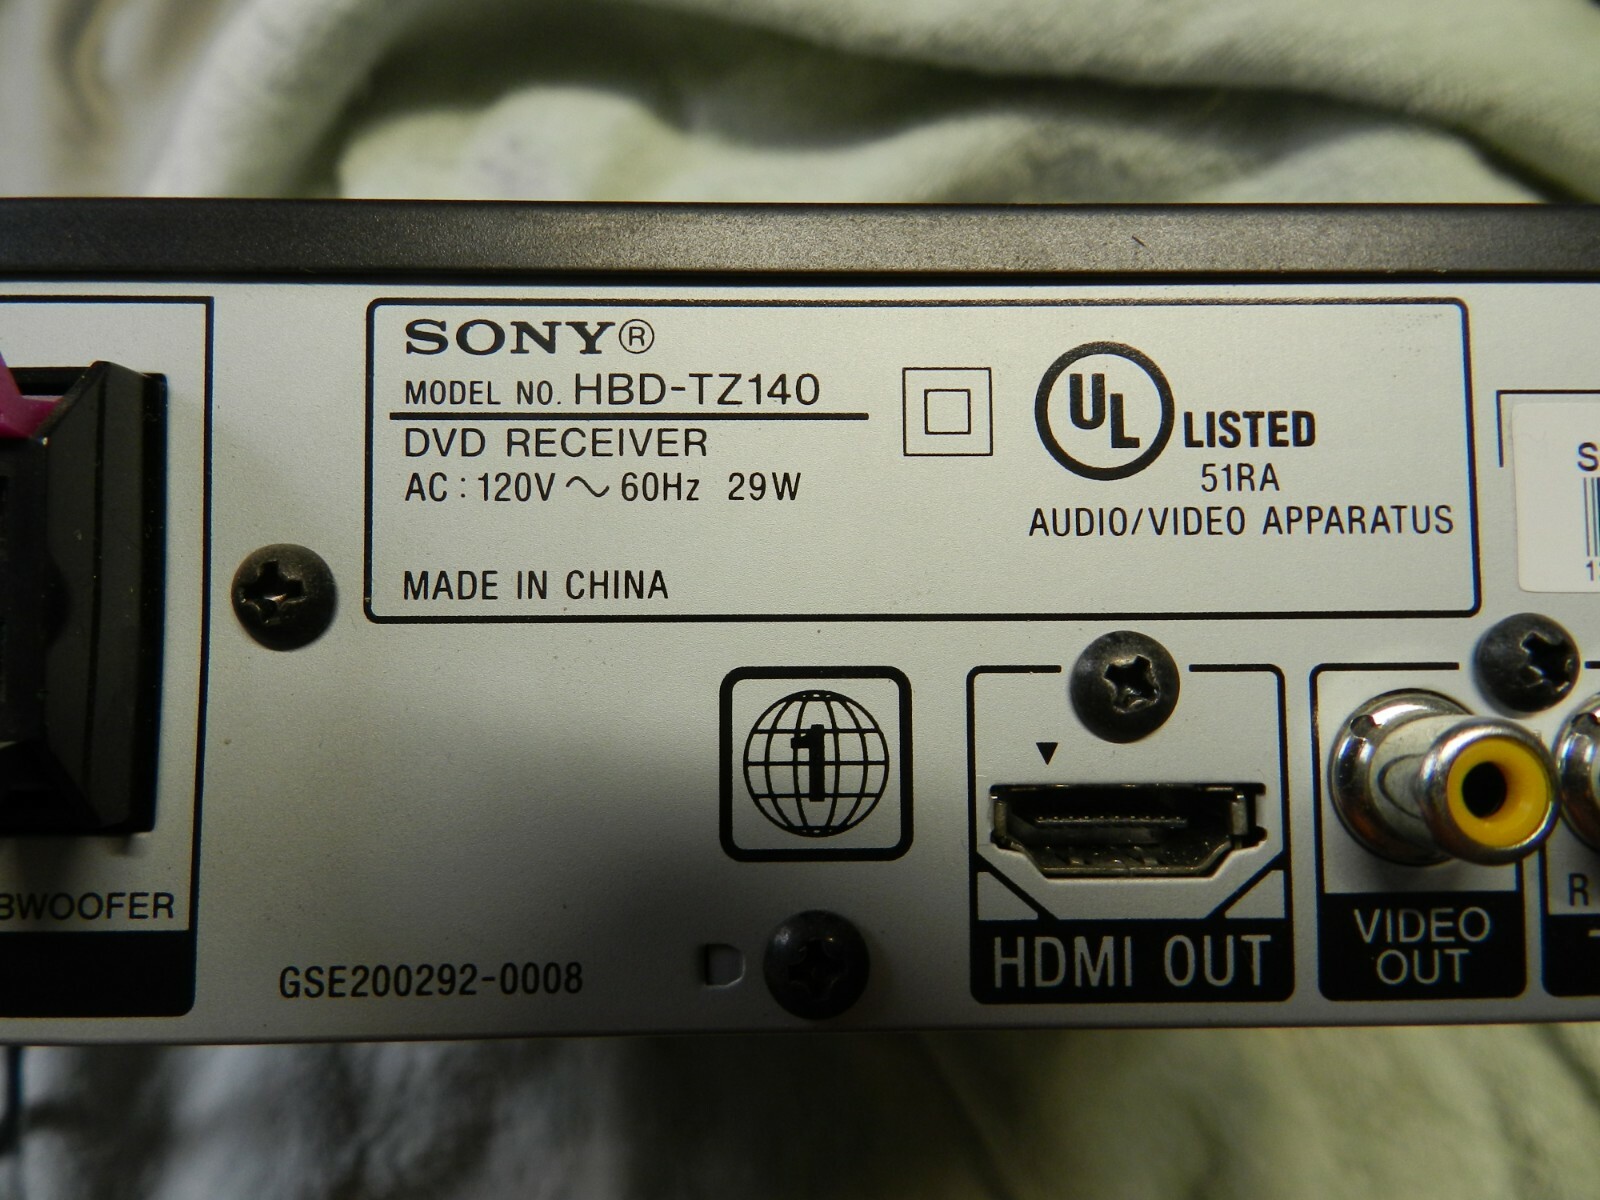 SONY®
MODEL NO. HBD-TZ140
DVD RECEIVER
AC : 120V ~ 60Hz 29W
MADE IN CHINA
UL LISTED
51RA
AUDIO/VIDEO APPARATUS
1
BWOOFER
GSE200292-0008
HDMI OUT
VIDEO
OUT
R
S